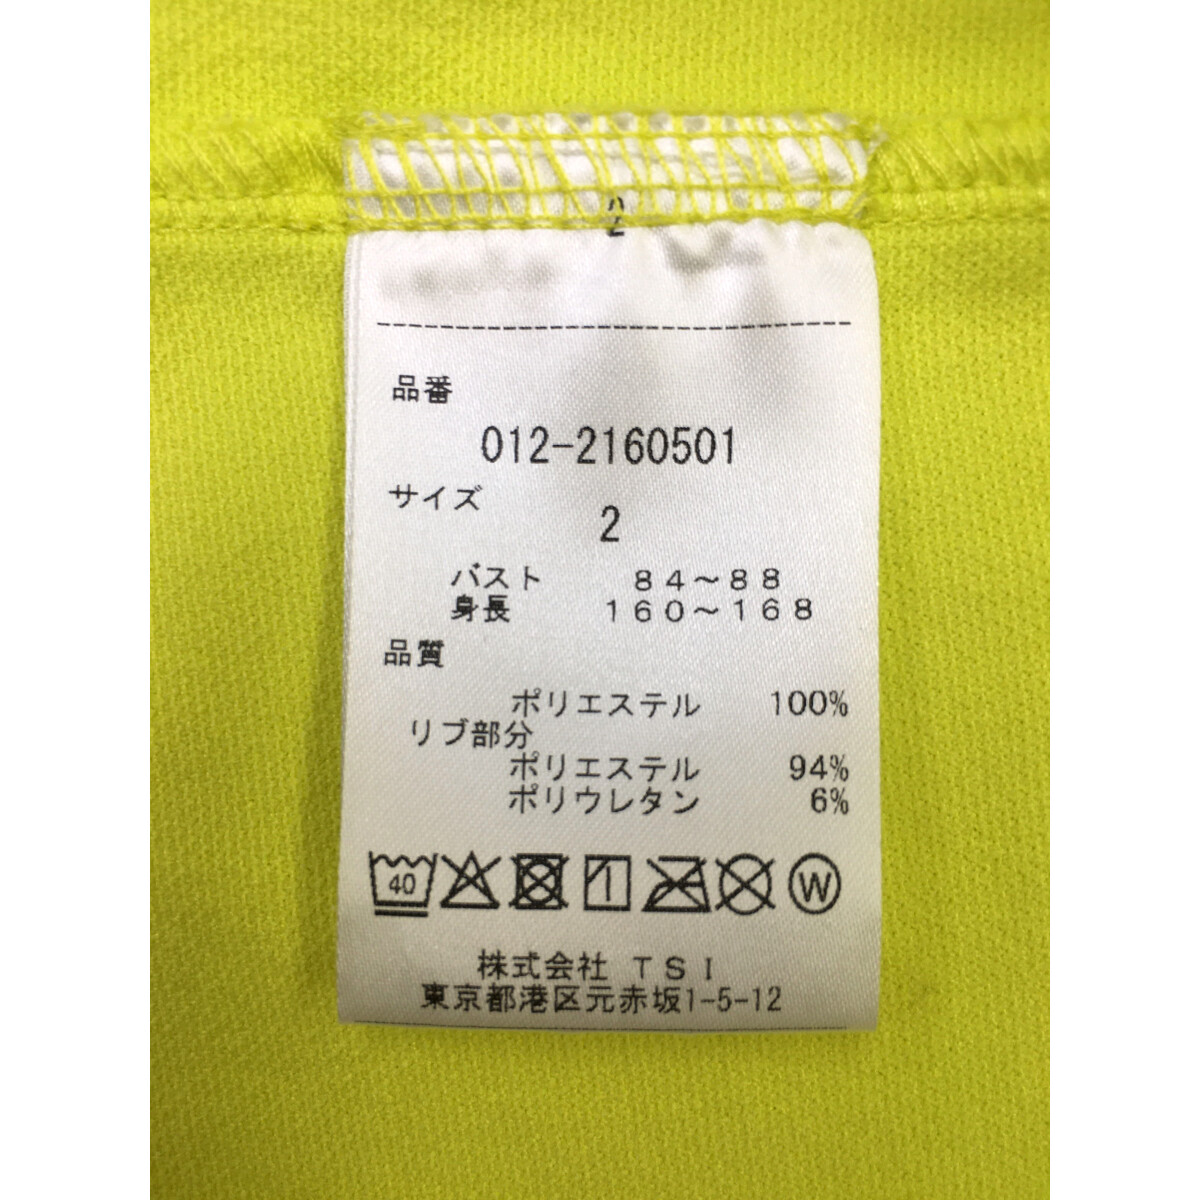 品番
012-2160501
サイズ
2
バスト 84～88
身長 160～168
品質
ポリエステル 100%
リブ部分
ポリエステル 94%
ポリウレタン 6%
40 W
株式会社 TSI
東京都港区元赤坂1-5-12